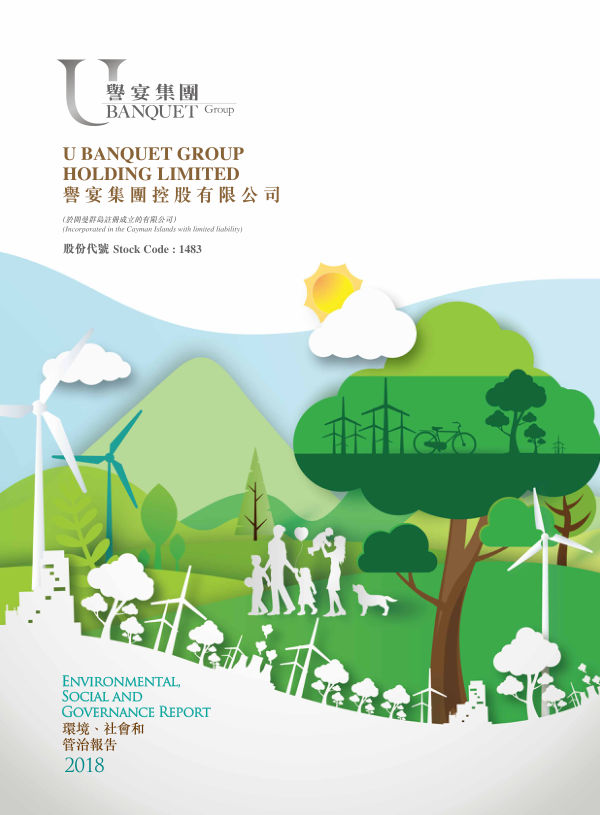 U
譽宴集團
BANQUET Group
U BANQUET GROUP
HOLDING LIMITED
譽宴集團控股有限公司
(於開曼群島註冊成立的有限公司)
(Incorporated in the Cayman Islands with limited liability)
股份代號 Stock Code : 1483
ENVIRONMENTAL,
SOCIAL AND
GOVERNANCE REPORT
環境、社會和
管治報告
2018